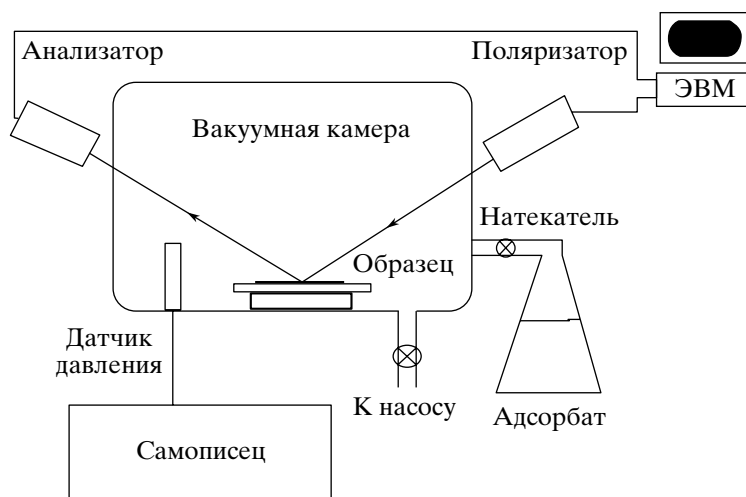 Анализатор
Поляризатор
ЭВМ
Вакуумная камера
Натекатель
Образец
Датчик
давления
К насосу
Адсорбат
Самописец